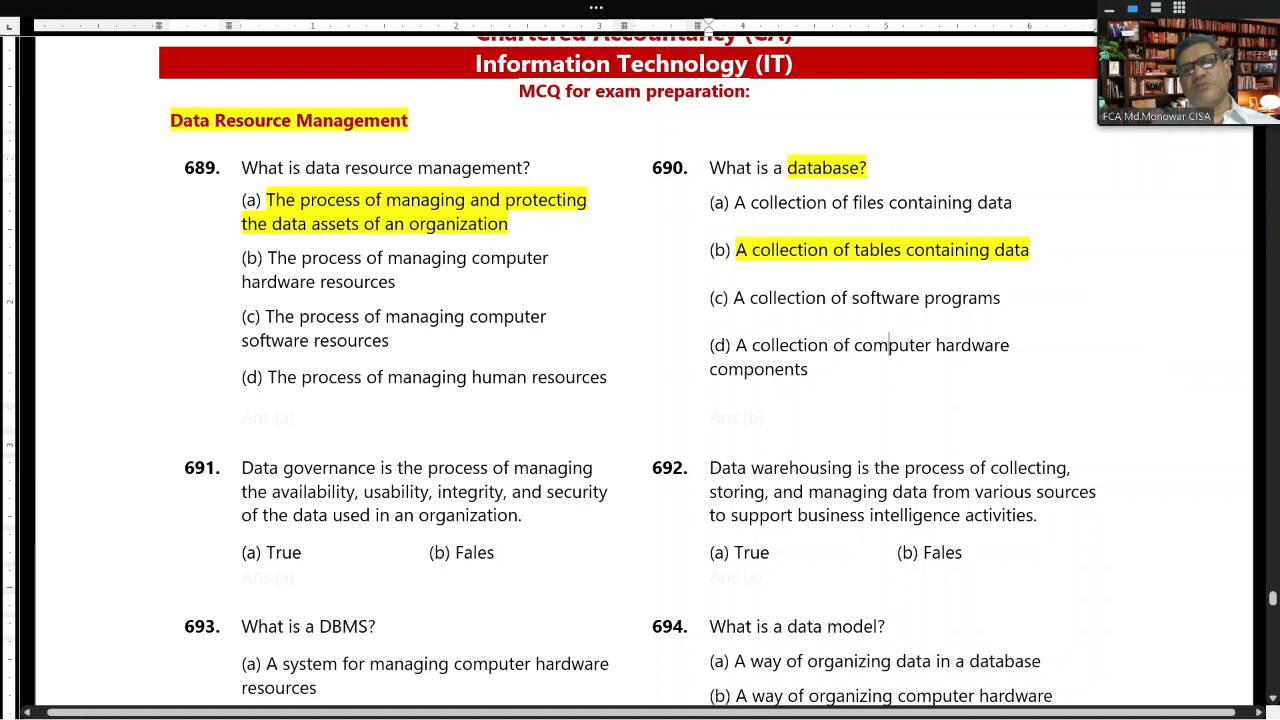 Chartered Accountancy (CA)
Information Technology (IT)
MCQ for exam preparation:
Data Resource Management
689. What is data resource management?
(a) The process of managing and protecting
the data assets of an organization
(b) The process of managing computer
hardware resources
(c) The process of managing computer
software resources
(d) The process of managing human resources
Ans.(a)
690. What is a database?
(a) A collection of files containing data
(b) A collection of tables containing data
(c) A collection of software programs
(d) A collection of computer hardware
components
Ans.(b)
691. Data governance is the process of managing
the availability, usability, integrity, and security
of the data used in an organization.
(a) True (b) Fales
Ans.(a)
692. Data warehousing is the process of collecting,
storing, and managing data from various sources
to support business intelligence activities.
(a) True (b) Fales
Ans.(a)
693. What is a DBMS?
(a) A system for managing computer hardware
resources
694. What is a data model?
(a) A way of organizing data in a database
(b) A way of organizing computer hardware
FCA Md.Monowar CISA
1 2 3 4 5 6
2
3